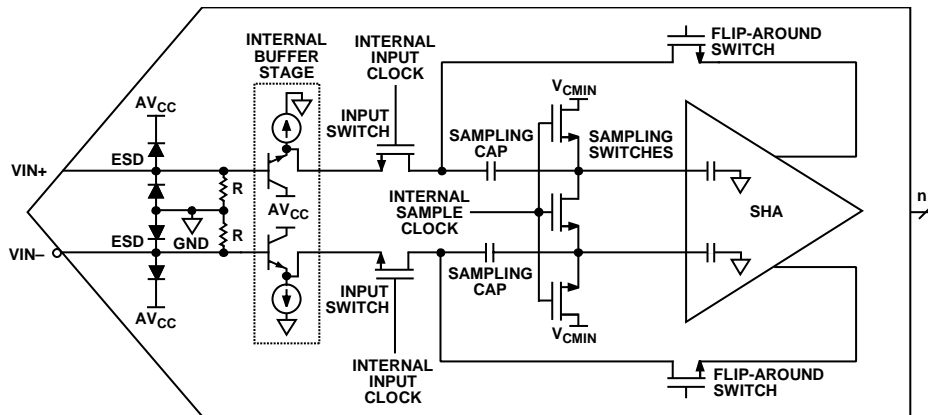 INTERNAL
BUFFER
STAGE
INTERNAL
INPUT
CLOCK
FLIP-AROUND
SWITCH
AVCC
VCMIN
INPUT
SWITCH
SAMPLING
CAP
SAMPLING
SWITCHES
VIN+
ESD
R
AVCC
INTERNAL
SAMPLE
CLOCK
SHA
n
ESD
GND
R
VIN–
INPUT
SWITCH
SAMPLING
CAP
AVCC
VCMIN
INTERNAL
INPUT
CLOCK
FLIP-AROUND
SWITCH